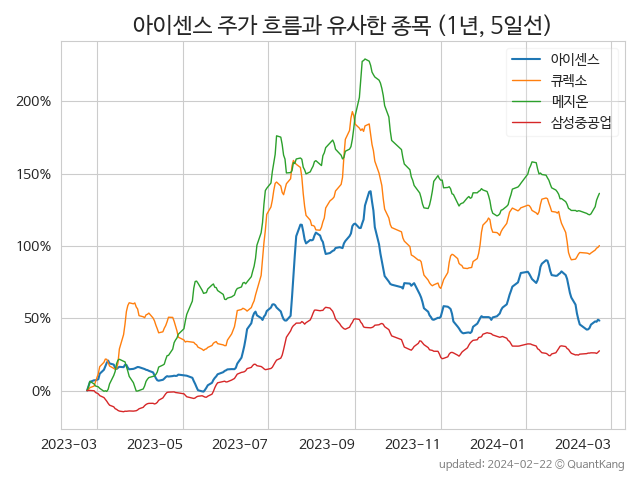 아이센스 주가 흐름과 유사한 종목 (1년, 5일선)
아이센스
큐렉소
메지온
삼성중공업
200%
150%
100%
50%
0%
2023-03 2023-05 2023-07 2023-09 2023-11 2024-01 2024-03
updated: 2024-02-22 © QuantKang